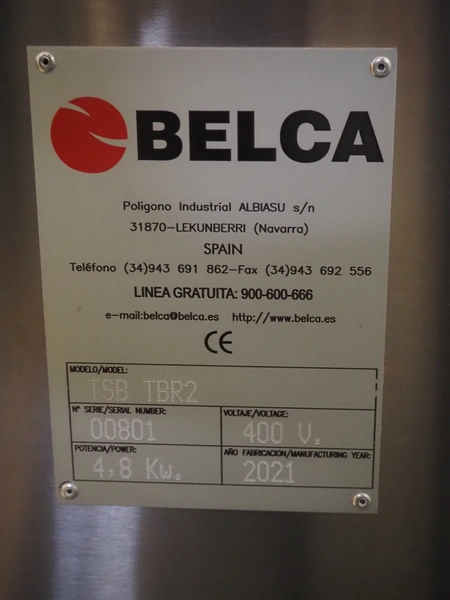 BELCA
Poligono Industrial ALBIASU s/n
31870-LEKUNBERRI (Navarra)
SPAIN
Teléfono (34)943 691 862-Fax (34)943 692 556
LINEA GRATUITA: 900-600-666
e-mail:belca@belca.es http://www.belca.es
CE
MODELO/MODEL:
TSB TBR2
Nº SERIE/SERIAL NUMBER:
00801
VOLTAJE/VOLTAGE:
400 V.
POTENCIA/POWER:
4,8 Kw.
AÑO FABRICACION/MANUFACTURING YEAR:
2021